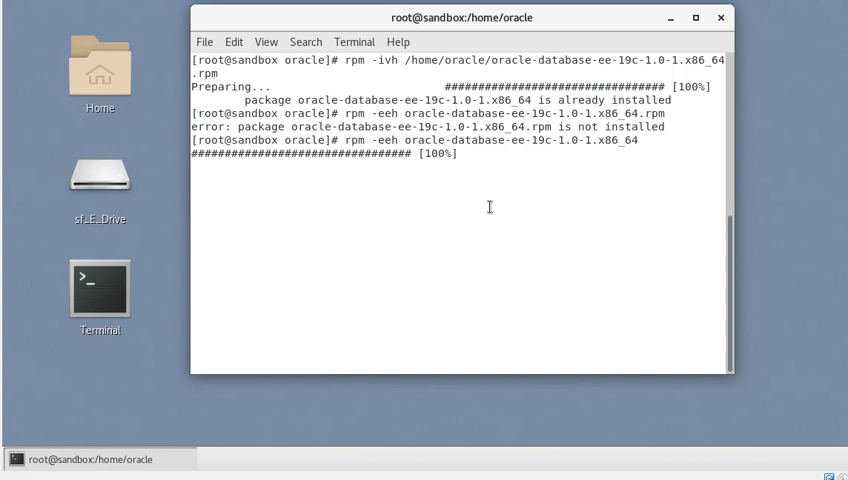 root@sandbox:/home/oracle
File Edit View Search Terminal Help
[root@sandbox oracle]# rpm -ivh /home/oracle/oracle-database-ee-19c-1.0-1.x86_64
.rpm
Preparing... ################################# [100%]
package oracle-database-ee-19c-1.0-1.x86_64 is already installed
[root@sandbox oracle]# rpm -eeh oracle-database-ee-19c-1.0-1.x86_64.rpm
error: package oracle-database-ee-19c-1.0-1.x86_64.rpm is not installed
[root@sandbox oracle]# rpm -eeh oracle-database-ee-19c-1.0-1.x86_64
################################# [100%]
Home
sf_E_Drive
>_
Terminal
root@sandbox:/home/oracle